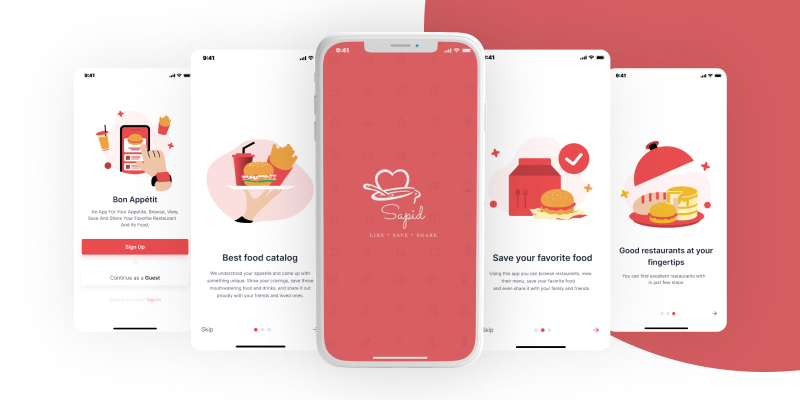 9:41
Bon Appétit
An App For Your Appetite. Browse, View,
Save And Share Your Favorite Restaurant
And Its Food.
Sign Up
Continue as a Guest
Sign In
9:41
Best food catalog
We understood your appetite and came up with
something unique. Show your cravings, save those
mouthwatering food and drinks, and share it out
proudly with your friends and loved ones.
Skip
9:41
Sapid
LIKE * SAVE * SHARE
9:41
Save your favorite food
Using this app you can browse restaurants, view
their menu, save your favorite food
and even share it with your family and friends
Skip
9:41
Good restaurants at your
fingertips
You can find excellent restaurants with
in just few steps